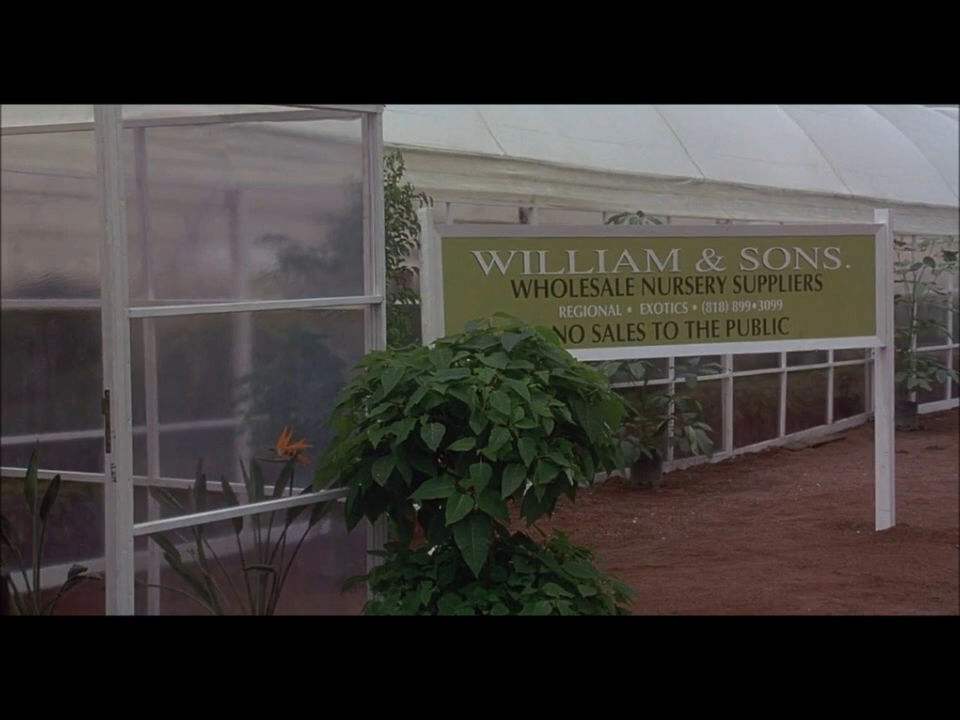 WILLIAM & SONS.
WHOLESALE NURSERY SUPPLIERS
REGIONAL • EXOTICS • (818) 899•3099
NO SALES TO THE PUBLIC